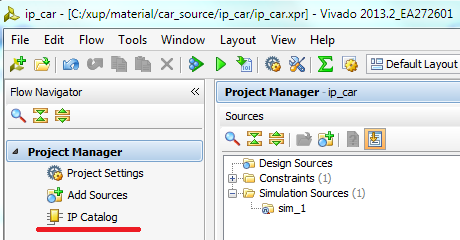 ip_car - [C:/xup/material/car_source/ip_car/ip_car.xpr] - Vivado 2013.2_EA272601
File Edit Flow Tools Window Layout View Help
Default Layout
Flow Navigator
Project Manager - ip_car
Sources
Project Manager
Project Settings
Add Sources
IP Catalog
Design Sources
Constraints (1)
Simulation Sources (1)
sim_1